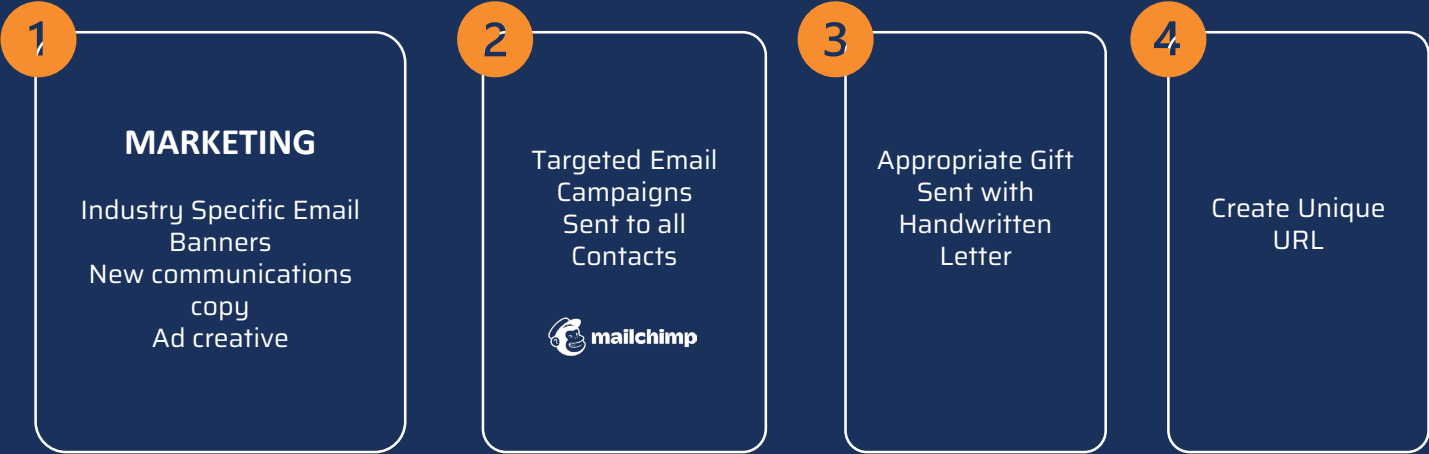 1
MARKETING
Industry Specific Email
Banners
New communications
copy
Ad creative
2
Targeted Email
Campaigns
Sent to all
Contacts
mailchimp
3
Appropriate Gift
Sent with
Handwritten
Letter
4
Create Unique
URL